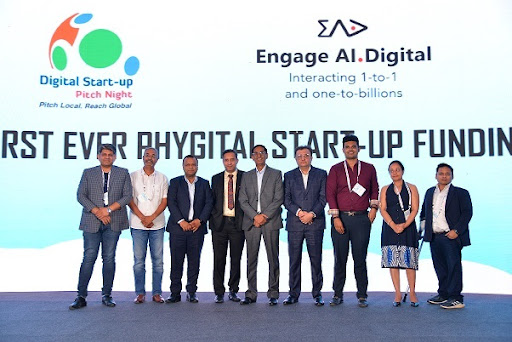 Digital Start-up
Pitch Night
Pitch Local. Reach Global
Engage AI.Digital
Interacting 1-to-1
and one-to-billions
RST EVER PHYGITAL START-UP FUNDIN